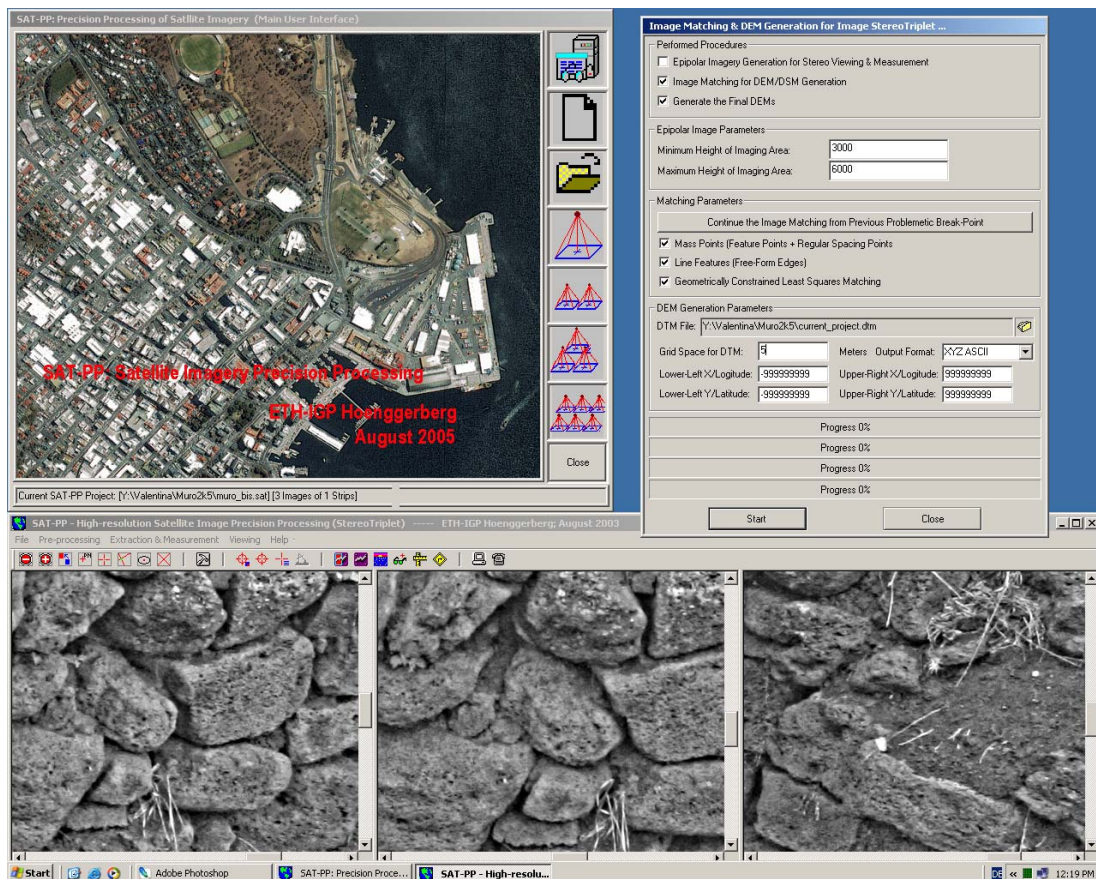 SAT-PP: Precision Processing of Satllite Imagery (Main User Interface)
SAT-PP: Satellite Imagery Precision Processing
ETH-IGP Hoenggerberg
August 2005
Close
Current SAT-PP Project: [Y:\Valentina\Muro2k5\muro_bis.sat] [3 Images of 1 Strips]
Image Matching & DEM Generation for Image StereoTriplet ...
Performed Procedures
Epipolar Imagery Generation for Stereo Viewing & Measurement
Image Matching for DEM/DSM Generation
Generate the Final DEMs
Epipolar Image Parameters
Minimum Height of Imaging Area: 3000
Maximum Height of Imaging Area: 6000
Matching Parameters
Continue the Image Matching from Previous Problemetic Break-Point
Mass Points (Feature Points + Regular Spacing Points
Line Features (Free-Form Edges)
Geometrically Constrained Least Squares Matching
DEM Generation Parameters
DTM File: Y:\Valentina\Muro2k5\current_project.dtm
Grid Space for DTM: 5 Meters Output Format: XYZ ASCII
Lower-Left X/Logitude: -999999999 Upper-Right X/Logitude: 999999999
Lower-Left Y/Latitude: -999999999 Upper-Right Y/Latitude: 999999999
Progress 0%
Progress 0%
Progress 0%
Progress 0%
Start Close
SAT-PP - High-resolution Satellite Image Precision Processing (StereoTriplet) ----- ETH-IGP Hoenggerberg; August 2003
File Pre-processing Extraction & Measurement Viewing Help
Start Adobe Photoshop SAT-PP: Precision Proce... SAT-PP - High-resolu... DE « 12:19 PM